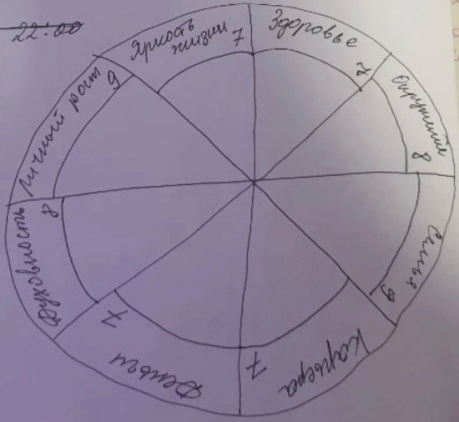 22:00
Яркость
жизни 7
Здоровье
7
Окружение
8
Семья
9
Карьера
7
Деньги
7
Духовность
8
Личный рост
9